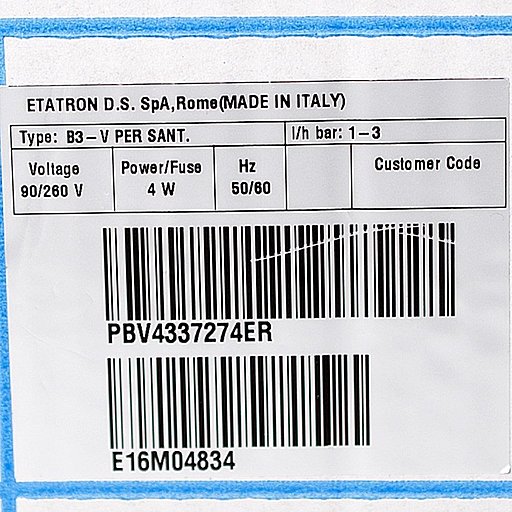 ETATRON D.S. SpA,Rome(MADE IN ITALY)
Type: B3-V PER SANT. l/h bar: 1-3
Voltage Power/Fuse Hz Customer Code
90/260 V 4 W 50/60
PBV4337274ER
E16M04834